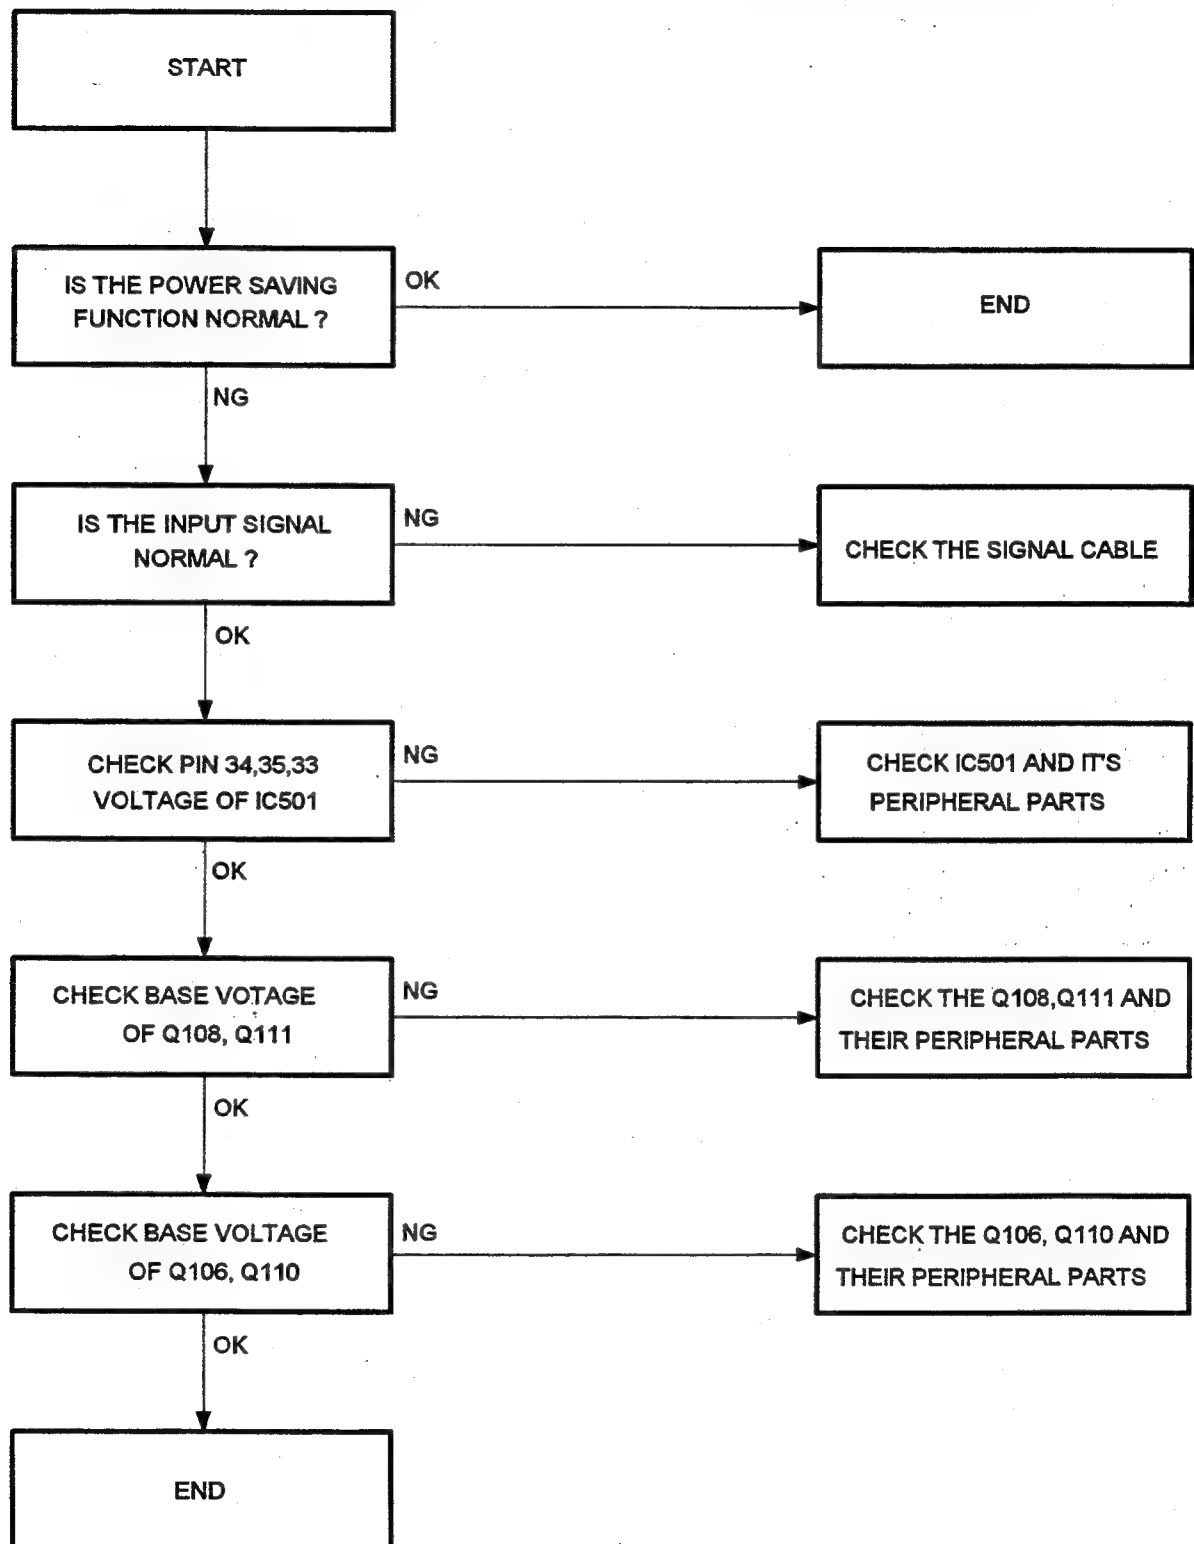 START
IS THE POWER SAVING
FUNCTION NORMAL ?
OK
END
NG
IS THE INPUT SIGNAL
NORMAL ?
NG
CHECK THE SIGNAL CABLE
OK
CHECK PIN 34,35,33
VOLTAGE OF IC501
NG
CHECK IC501 AND IT'S
PERIPHERAL PARTS
OK
CHECK BASE VOTAGE
OF Q108, Q111
NG
CHECK THE Q108,Q111 AND
THEIR PERIPHERAL PARTS
OK
CHECK BASE VOLTAGE
OF Q106, Q110
NG
CHECK THE Q106, Q110 AND
THEIR PERIPHERAL PARTS
OK
END